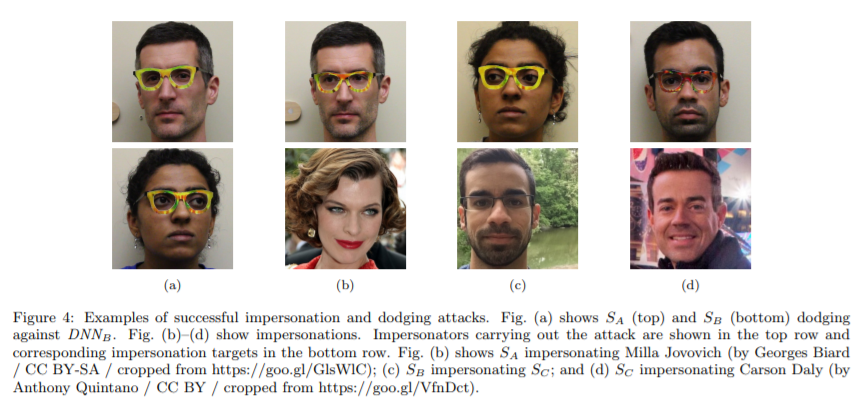 (a)
(b)
(c)
(d)
Figure 4: Examples of successful impersonation and dodging attacks. Fig. (a) shows S_A (top) and S_B (bottom) dodging
against DNN_B. Fig. (b)–(d) show impersonations. Impersonators carrying out the attack are shown in the top row and
corresponding impersonation targets in the bottom row. Fig. (b) shows S_A impersonating Milla Jovovich (by Georges Biard
/ CC BY-SA / cropped from https://goo.gl/GlsWlC); (c) S_B impersonating S_C; and (d) S_C impersonating Carson Daly (by
Anthony Quintano / CC BY / cropped from https://goo.gl/VfnDct).